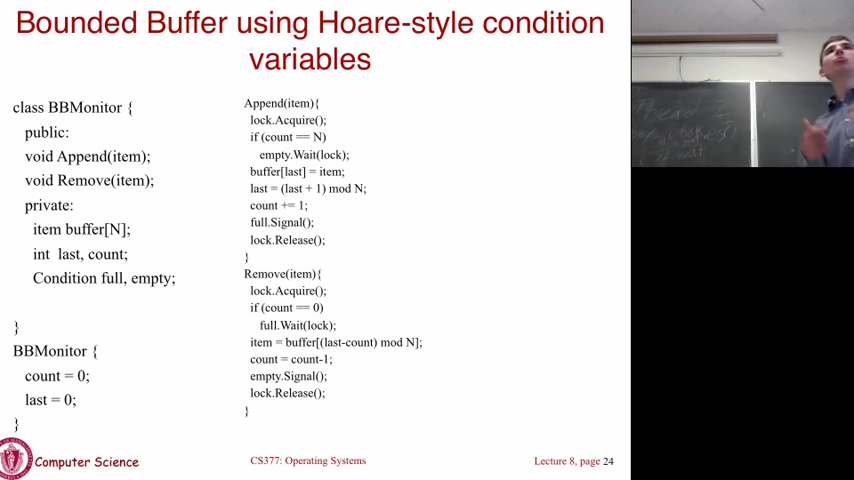 Bounded Buffer using Hoare-style condition
variables
class BBMonitor {
public:
void Append(item);
void Remove(item);
private:
item buffer[N];
int last, count;
Condition full, empty;
}
BBMonitor {
count = 0;
last = 0;
}
Append(item){
lock.Acquire();
if (count == N)
empty.Wait(lock);
buffer[last] = item;
last = (last + 1) mod N;
count += 1;
full.Signal();
lock.Release();
}
Remove(item){
lock.Acquire();
if (count == 0)
full.Wait(lock);
item = buffer[(last-count) mod N];
count = count-1;
empty.Signal();
lock.Release();
}
Computer Science
CS377: Operating Systems
Lecture 8, page 24